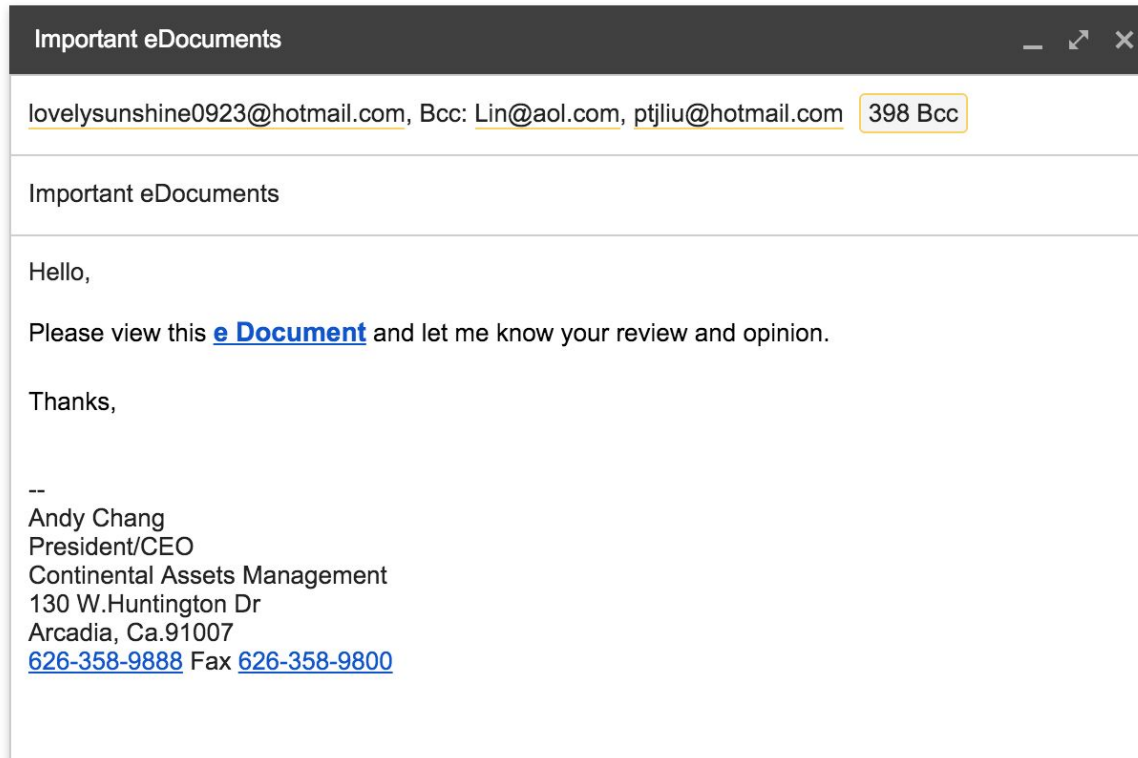 Important eDocuments
lovelysunshine0923@hotmail.com, Bcc: Lin@aol.com, ptjliu@hotmail.com 398 Bcc
Important eDocuments
Hello,
Please view this e Document and let me know your review and opinion.
Thanks,
--
Andy Chang
President/CEO
Continental Assets Management
130 W.Huntington Dr
Arcadia, Ca.91007
626-358-9888 Fax 626-358-9800